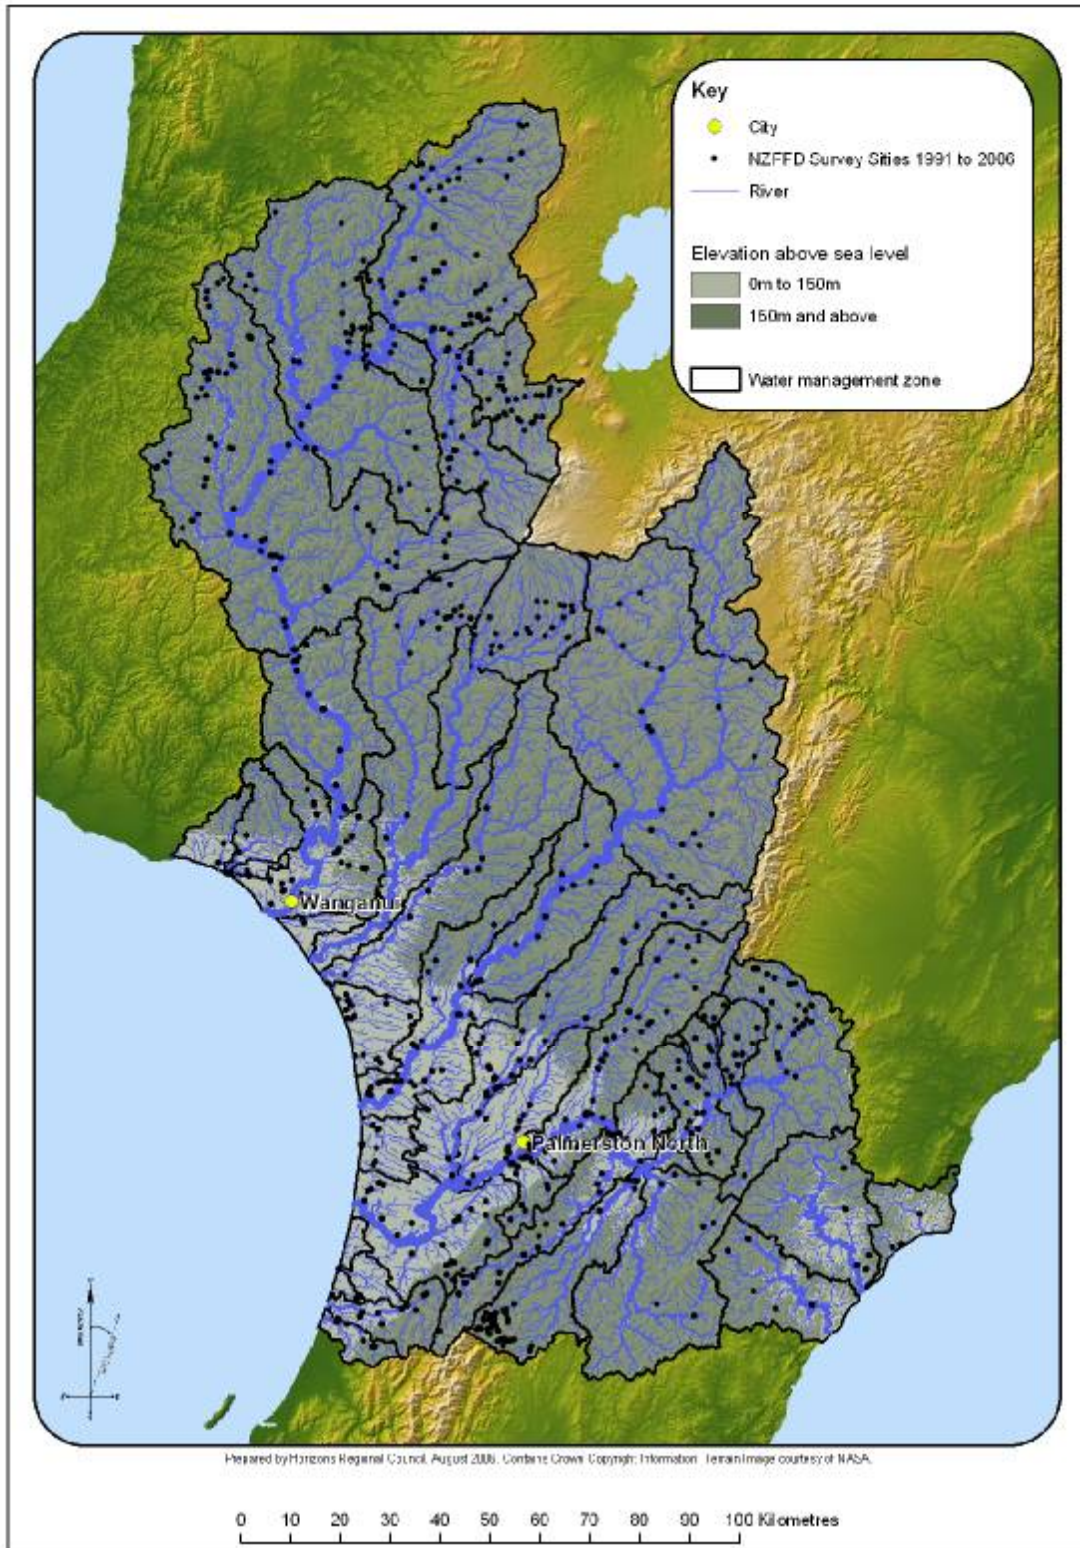 Key
City
NZFFD Survey Sities 1991 to 2006
River
Elevation above sea level
0m to 150m
150m and above
Water management zone
Wanganui
Palmerston North
Prepared by Horizons Regional Council, August 2006. Contains Crown Copyright Information. Terrain Image courtesy of NASA.
0 10 20 30 40 50 60 70 80 90 100 Kilometres